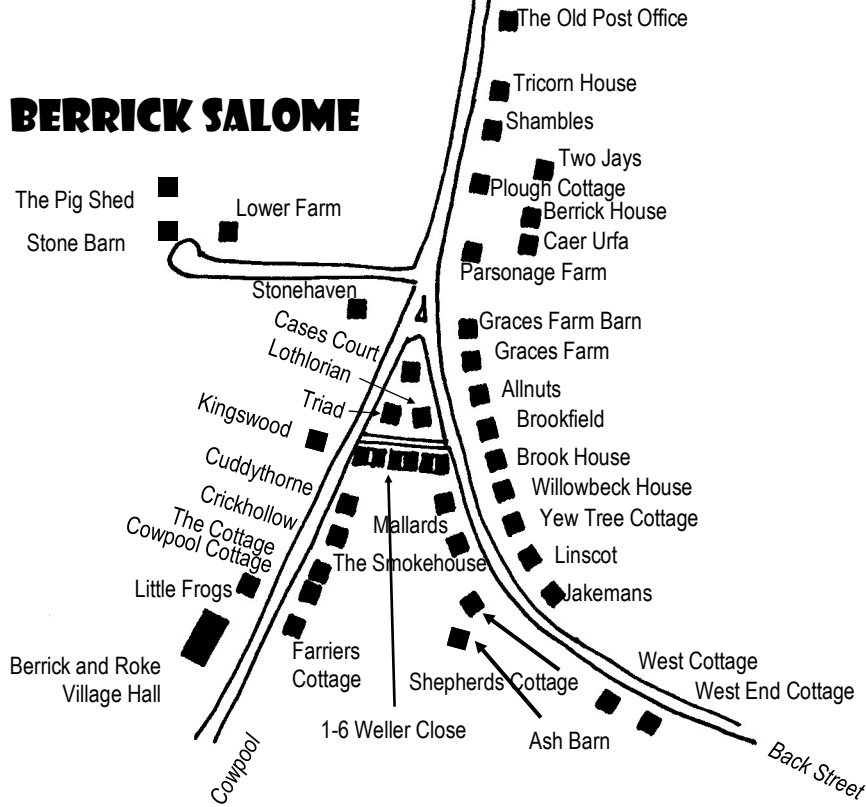 The Old Post Office
BERRICK SALOME
Tricorn House
Shambles
Two Jays
Plough Cottage
The Pig Shed
Lower Farm
Berrick House
Stone Barn
Caer Urfa
Parsonage Farm
Stonehaven
Cases Court
Graces Farm Barn
Lothlorian
Graces Farm
Triad
Allnuts
Kingswood
Brookfield
Cuddythorne
Brook House
Crickhollow
Willowbeck House
The Cottage
Mallards
Yew Tree Cottage
Cowpool Cottage
The Smokehouse
Linscot
Little Frogs
Jakemans
Berrick and Roke
Village Hall
Farriers
Cottage
Shepherds Cottage
West Cottage
West End Cottage
1-6 Weller Close
Ash Barn
Cowpool
Back Street